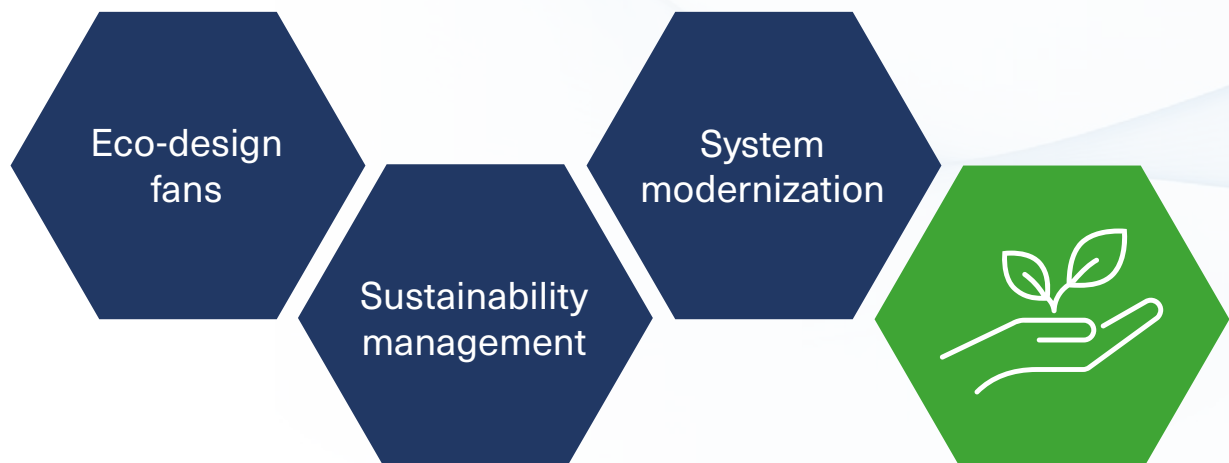 Eco-design
fans
Sustainability
management
System
modernization